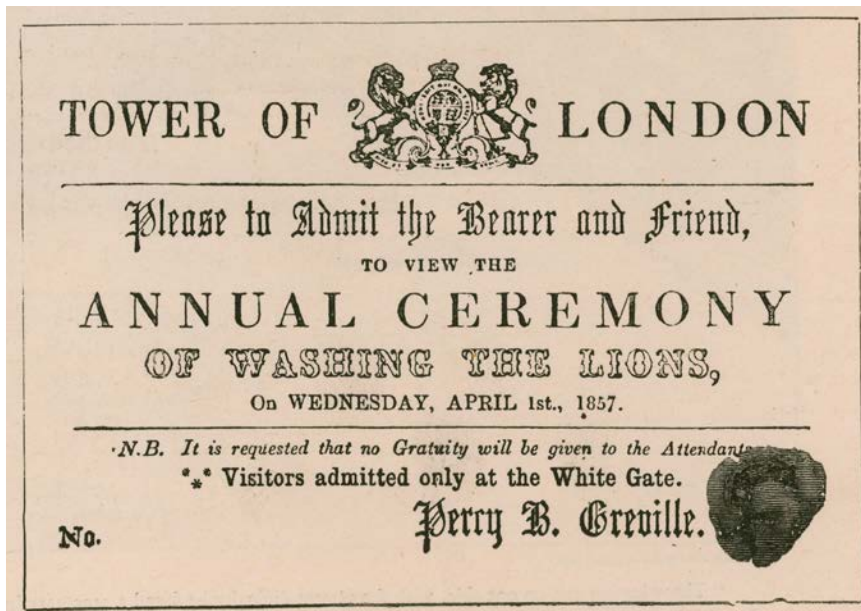 TOWER OF LONDON
Please to Admit the Bearer and Friend,
TO VIEW THE
ANNUAL CEREMONY
OF WASHING THE LIONS,
On WEDNESDAY, APRIL 1st., 1857.
N.B. It is requested that no Gratuity will be given to the Attendants
*⁎* Visitors admitted only at the White Gate.
Percy B. Greville.
No.